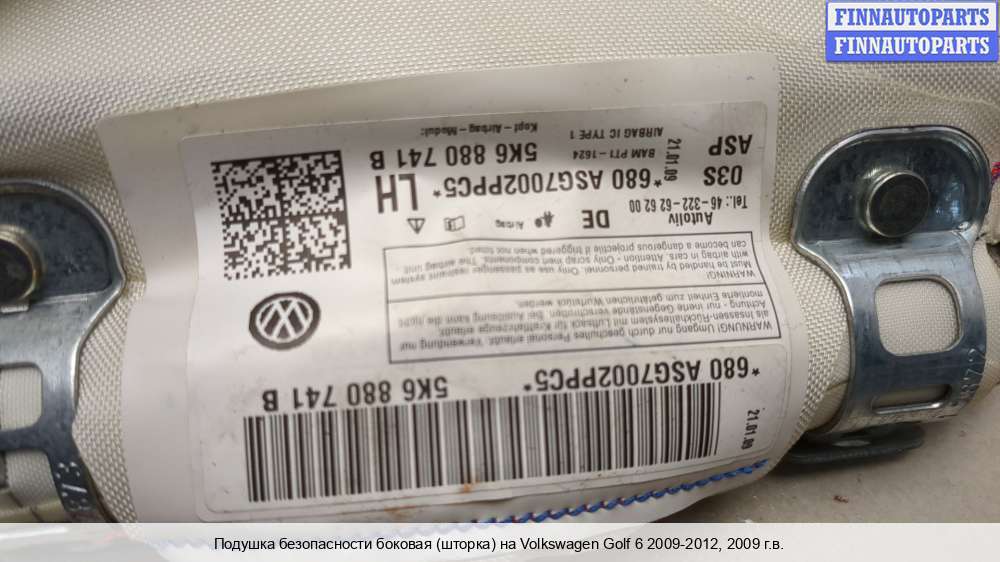 FINNAUTOPARTS
FINNAUTOPARTS
*680 ASG7002PPC5*
5K6 880 741 B
21.01.09
WARNUNG! Umgang nur durch geschultes Personal erlaubt. Verwendung nur
als Insassen-Rückhaltesystem mit Luftsack für Kraftfahrzeuge erlaubt.
Achtung - nur inerte Gegenstände verschrotten. Bei Auslösung kann die nicht
montierte Einheit zum gefährlichen Wurfstück werden.
WARNING!
Must be handled by trained personnel. Only use as passenger restraint system
with airbag in cars. Attention - Only scrap inert components. The airbag unit
can become a dangerous projectile if triggered when not fitted.
Autoliv
Tel.: 46-322-62 62 00
DE
Airbag
03S *680 ASG7002PPC5*
LH
ASP
21.01.09
BAM PT1-1624
5K6 880 741 B
AIRBAG IC TYPE 1
Kopf-Airbag-Modul:
Подушка безопасности боковая (шторка) на Volkswagen Golf 6 2009-2012, 2009 г.в.